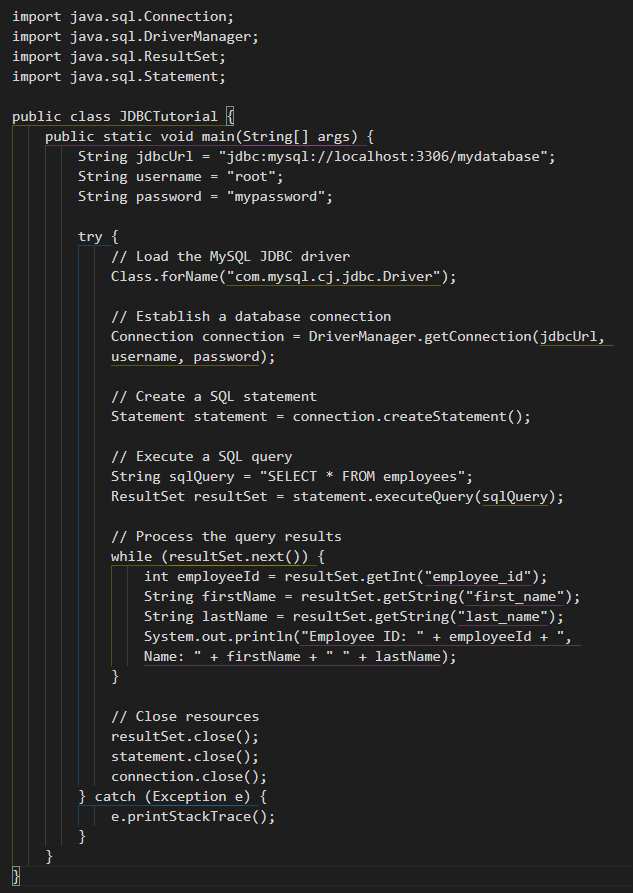 import java.sql.Connection;
import java.sql.DriverManager;
import java.sql.ResultSet;
import java.sql.Statement;

public class JDBCTutorial {
    public static void main(String[] args) {
        String jdbcUrl = "jdbc:mysql://localhost:3306/mydatabase";
        String username = "root";
        String password = "mypassword";

        try {
            // Load the MySQL JDBC driver
            Class.forName("com.mysql.cj.jdbc.Driver");

            // Establish a database connection
            Connection connection = DriverManager.getConnection(jdbcUrl,
            username, password);

            // Create a SQL statement
            Statement statement = connection.createStatement();

            // Execute a SQL query
            String sqlQuery = "SELECT * FROM employees";
            ResultSet resultSet = statement.executeQuery(sqlQuery);

            // Process the query results
            while (resultSet.next()) {
                int employeeId = resultSet.getInt("employee_id");
                String firstName = resultSet.getString("first_name");
                String lastName = resultSet.getString("last_name");
                System.out.println("Employee ID: " + employeeId + ",
                Name: " + firstName + " " + lastName);
            }

            // Close resources
            resultSet.close();
            statement.close();
            connection.close();
        } catch (Exception e) {
            e.printStackTrace();
        }
    }
}